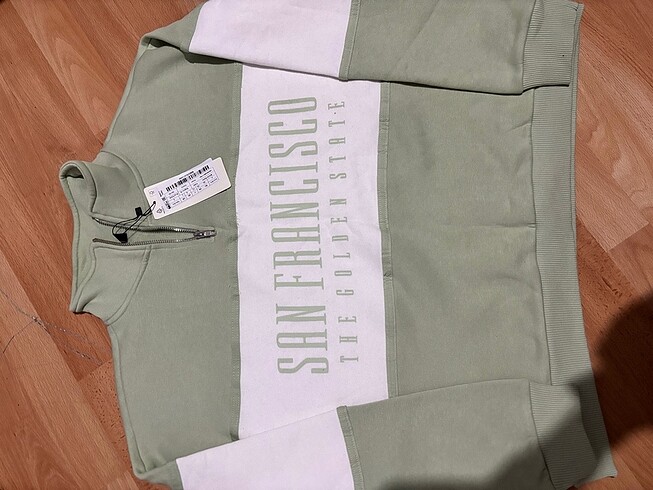 SAN FRANCISCO
THE GOLDEN STATE